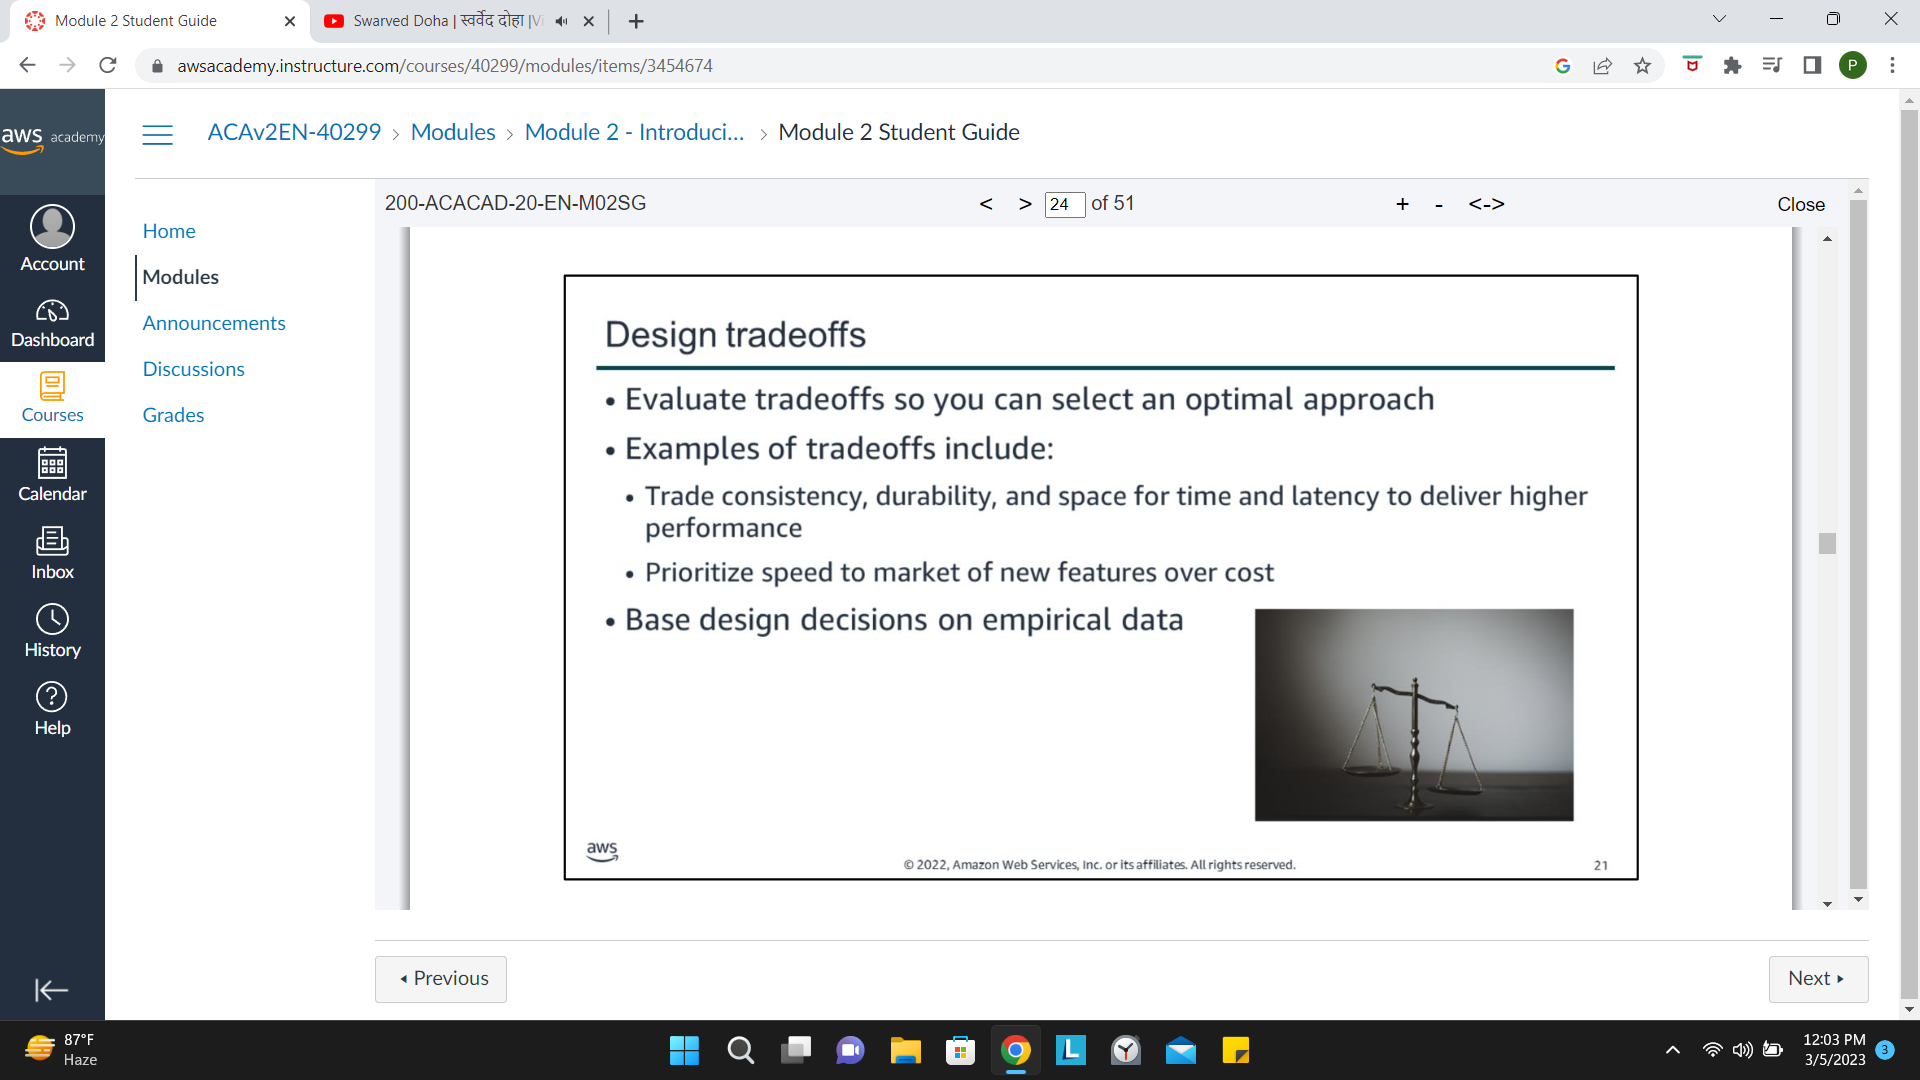 Module 2 Student Guide
Swarved Doha | स्वर्वेद दोहा |Vi
awsacademy.instructure.com/courses/40299/modules/items/3454674
P
aws academy
ACAv2EN-40299 › Modules › Module 2 - Introduci... › Module 2 Student Guide
Account
Dashboard
Courses
Calendar
Inbox
History
Help
Home
Modules
Announcements
Discussions
Grades
200-ACACAD-20-EN-M02SG < > 24 of 51 + - <-> Close
Design tradeoffs
• Evaluate tradeoffs so you can select an optimal approach
• Examples of tradeoffs include:
• Trade consistency, durability, and space for time and latency to deliver higher
performance
• Prioritize speed to market of new features over cost
• Base design decisions on empirical data
aws
© 2022, Amazon Web Services, Inc. or its affiliates. All rights reserved.
21
Previous
Next
87°F
Haze
L
12:03 PM
3/5/2023
3